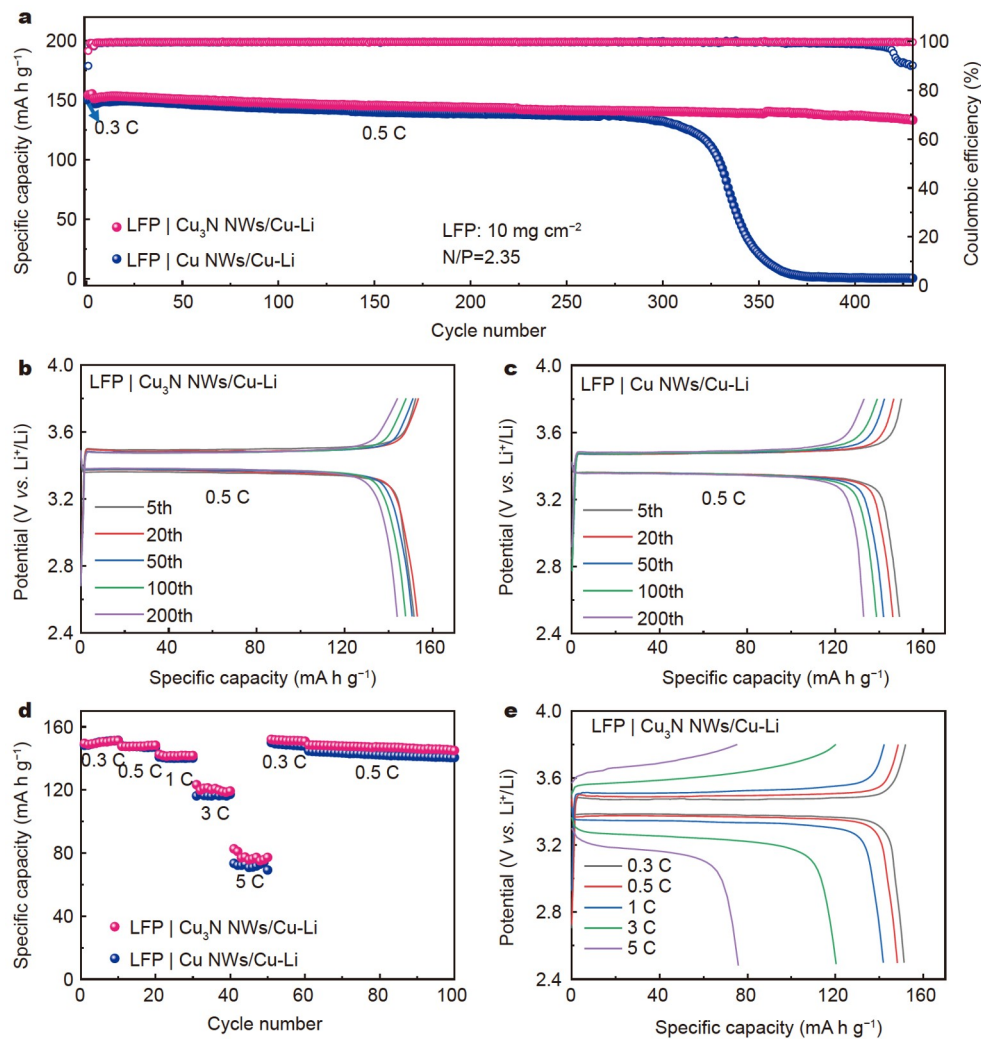 a
200
150
100
50
0
Specific capacity (mA h g⁻¹)
100
80
60
40
20
0
Coulombic efficiency (%)
0.3 C
0.5 C
LFP | Cu₃N NWs/Cu-Li
LFP | Cu NWs/Cu-Li
LFP: 10 mg cm⁻²
N/P=2.35
0 50 100 150 200 250 300 350 400
Cycle number
b
LFP | Cu₃N NWs/Cu-Li
4.0
3.6
3.2
2.8
2.4
Potential (V vs. Li⁺/Li)
0.5 C
5th
20th
50th
100th
200th
0 40 80 120 160
Specific capacity (mA h g⁻¹)
c
LFP | Cu NWs/Cu-Li
4.0
3.6
3.2
2.8
2.4
Potential (V vs. Li⁺/Li)
0.5 C
5th
20th
50th
100th
200th
0 40 80 120 160
Specific capacity (mA h g⁻¹)
d
160
120
80
40
0
Specific capacity (mA h g⁻¹)
0.3 C
0.5 C
1 C
3 C
5 C
0.3 C
0.5 C
LFP | Cu₃N NWs/Cu-Li
LFP | Cu NWs/Cu-Li
0 20 40 60 80 100
Cycle number
e
LFP | Cu₃N NWs/Cu-Li
4.0
3.6
3.2
2.8
2.4
Potential (V vs. Li⁺/Li)
0.3 C
0.5 C
1 C
3 C
5 C
0 40 80 120 160
Specific capacity (mA h g⁻¹)